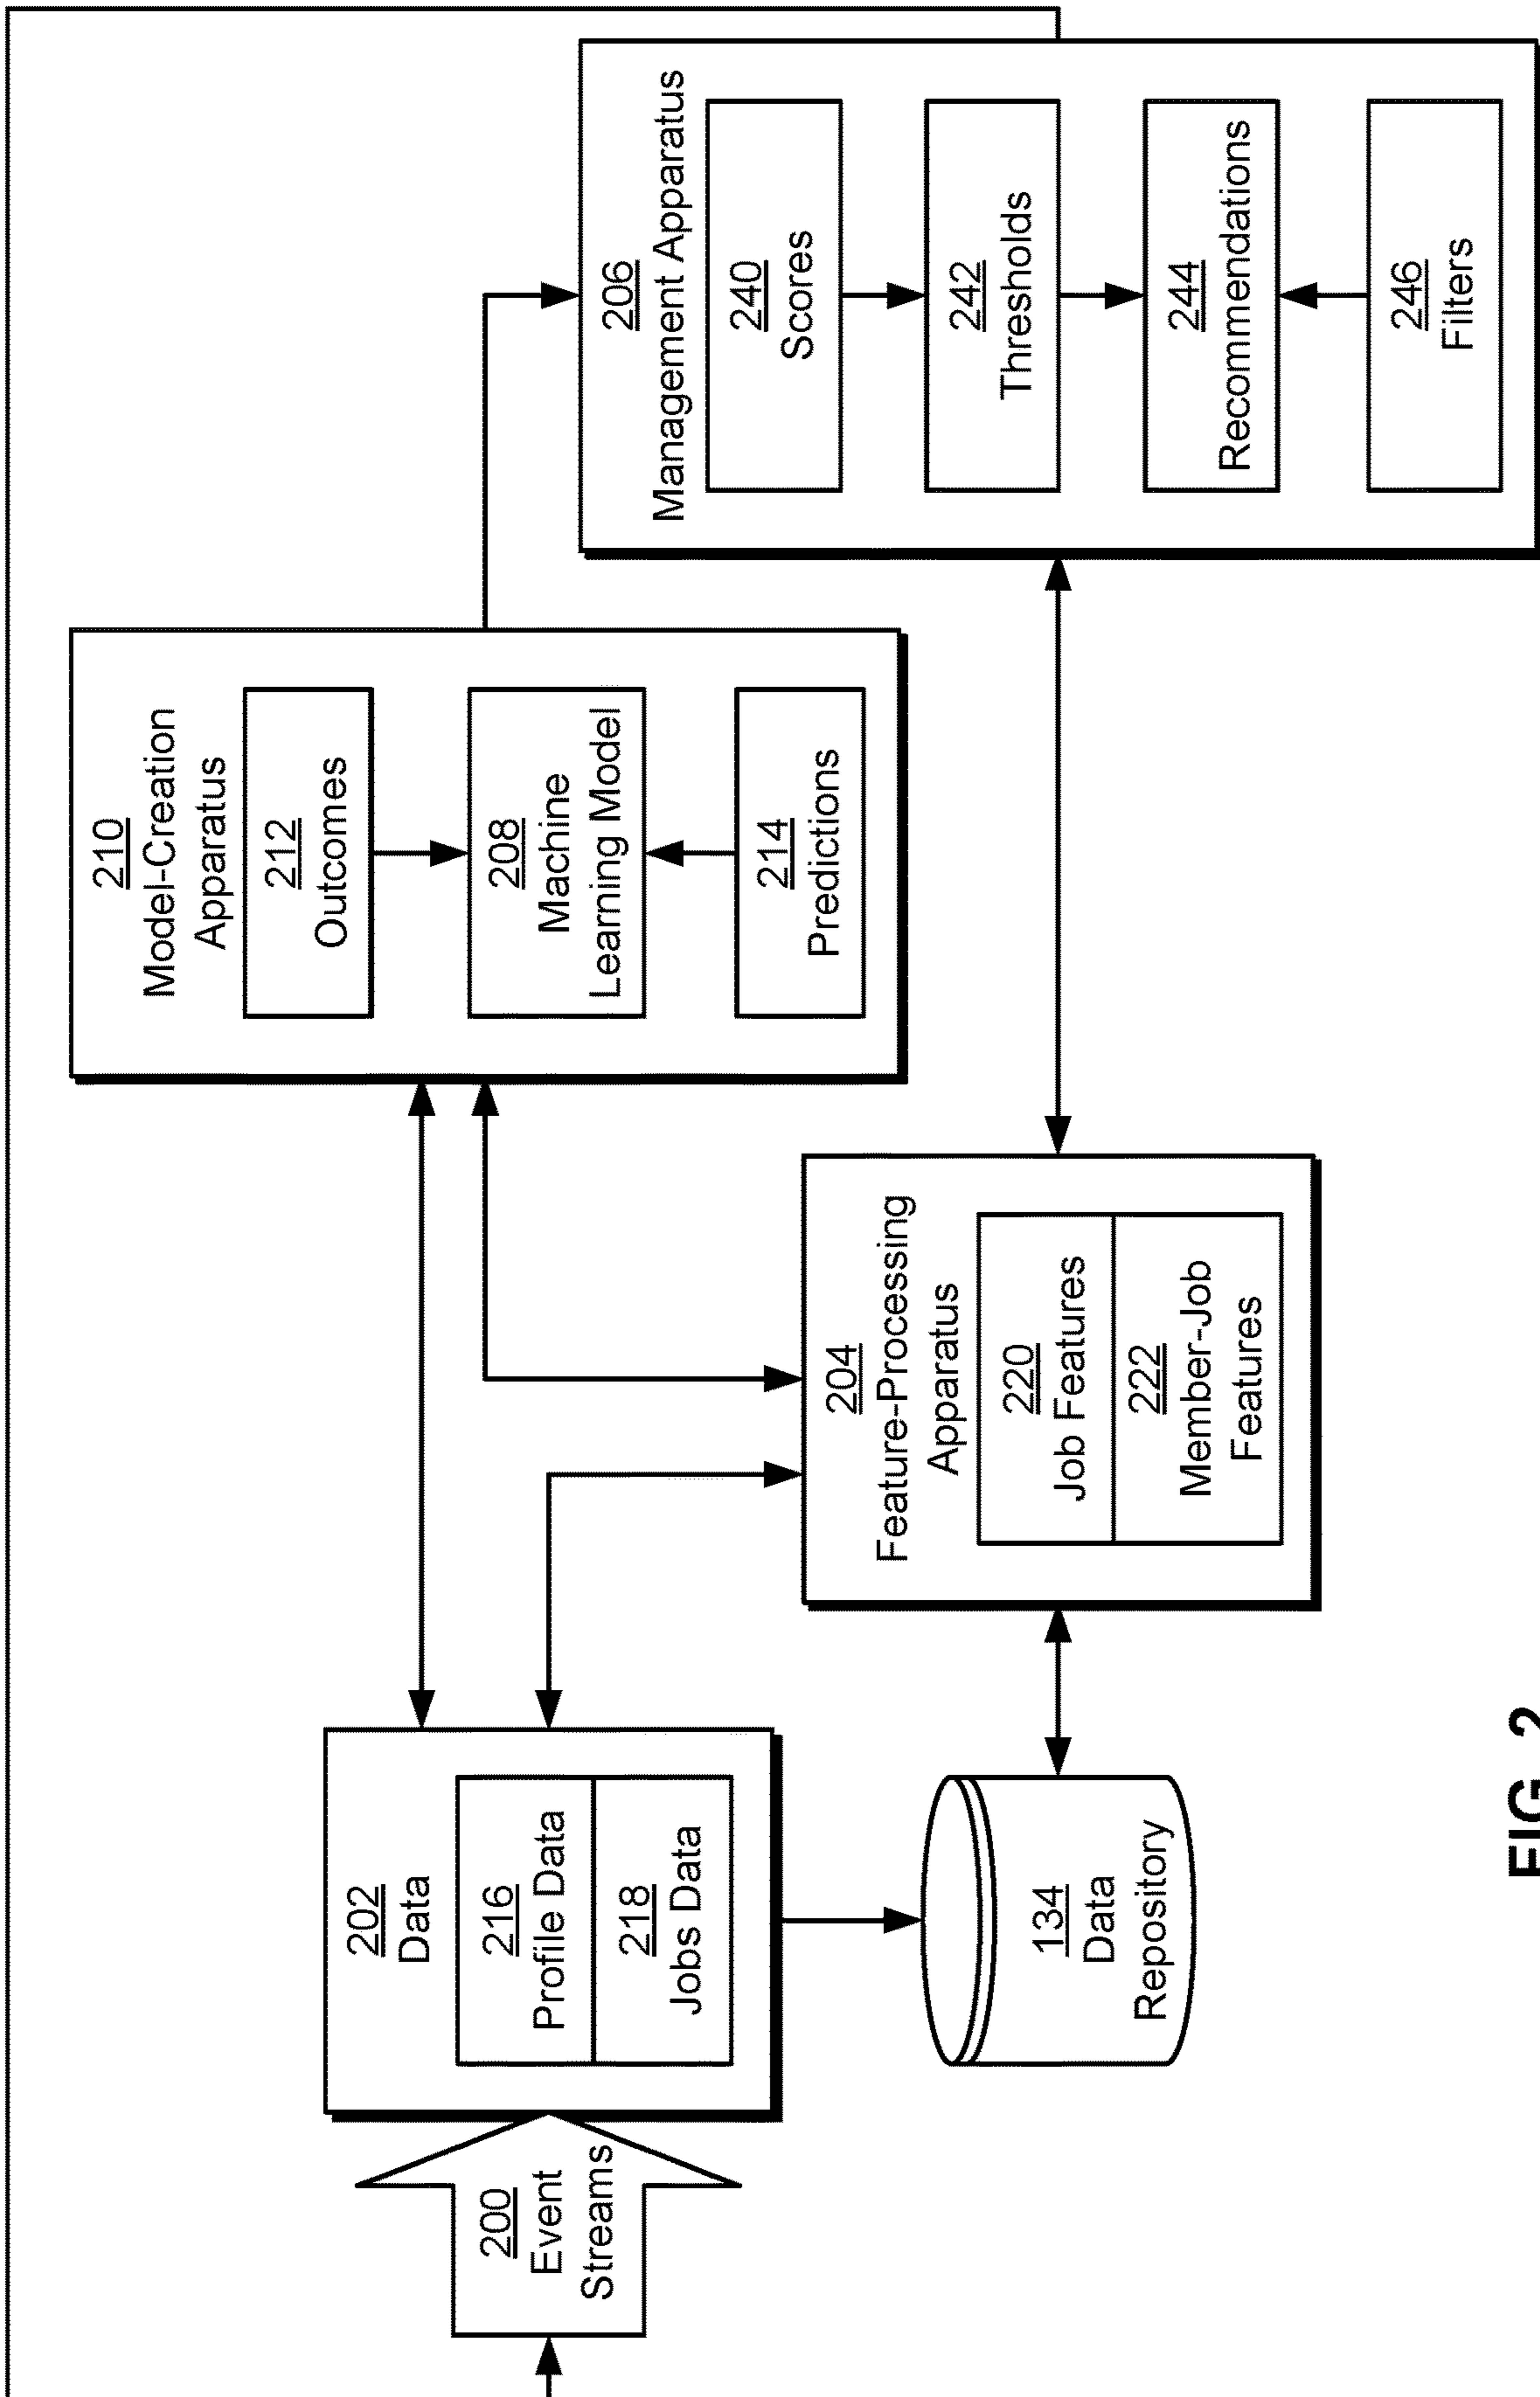 200
Event
Streams
202
Data
216
Profile Data
218
Jobs Data
134
Data
Repository
204
Feature-Processing
Apparatus
220
Job Features
222
Member-Job
Features
210
Model-Creation
Apparatus
212
Outcomes
208
Machine
Learning Model
214
Predictions
206
Management Apparatus
240
Scores
242
Thresholds
244
Recommendations
246
Filters
FIG. 2